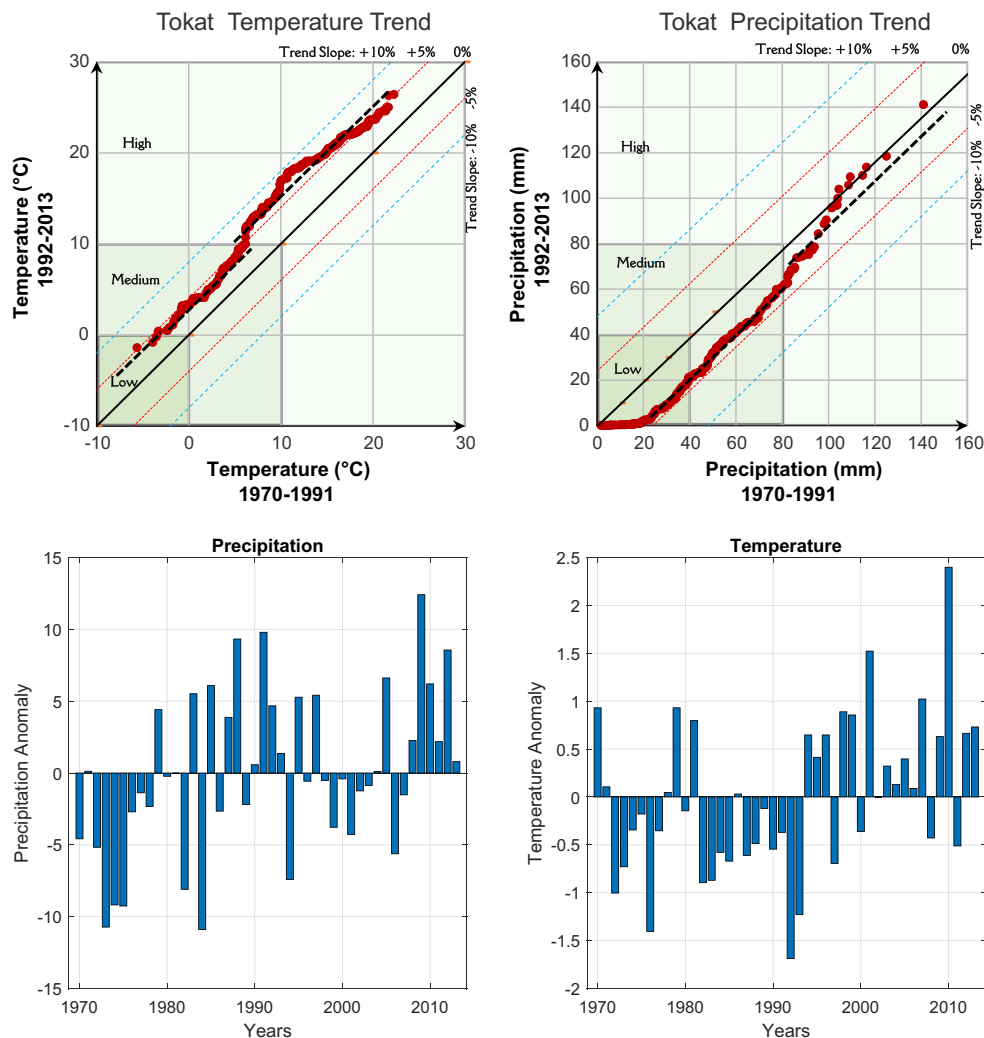 Tokat Temperature Trend
Trend Slope: +10% +5% 0%
30
20
10
0
-10
-10
0
10
20
30
High
Medium
Low
-5%
Trend Slope: -10%
Temperature (°C)
1992-2013
Temperature (°C)
1970-1991
Tokat Precipitation Trend
Trend Slope: +10% +5% 0%
160
140
120
100
80
60
40
20
0
0
20
40
60
80
100
120
140
160
High
Medium
Low
-5%
Trend Slope: -10%
Precipitation (mm)
1992-2013
Precipitation (mm)
1970-1991
Precipitation
15
10
5
0
-5
-10
-15
1970
1980
1990
2000
2010
Precipitation Anomaly
Years
Temperature
2.5
2
1.5
1
0.5
0
-0.5
-1
-1.5
-2
1970
1980
1990
2000
2010
Temperature Anomaly
Years